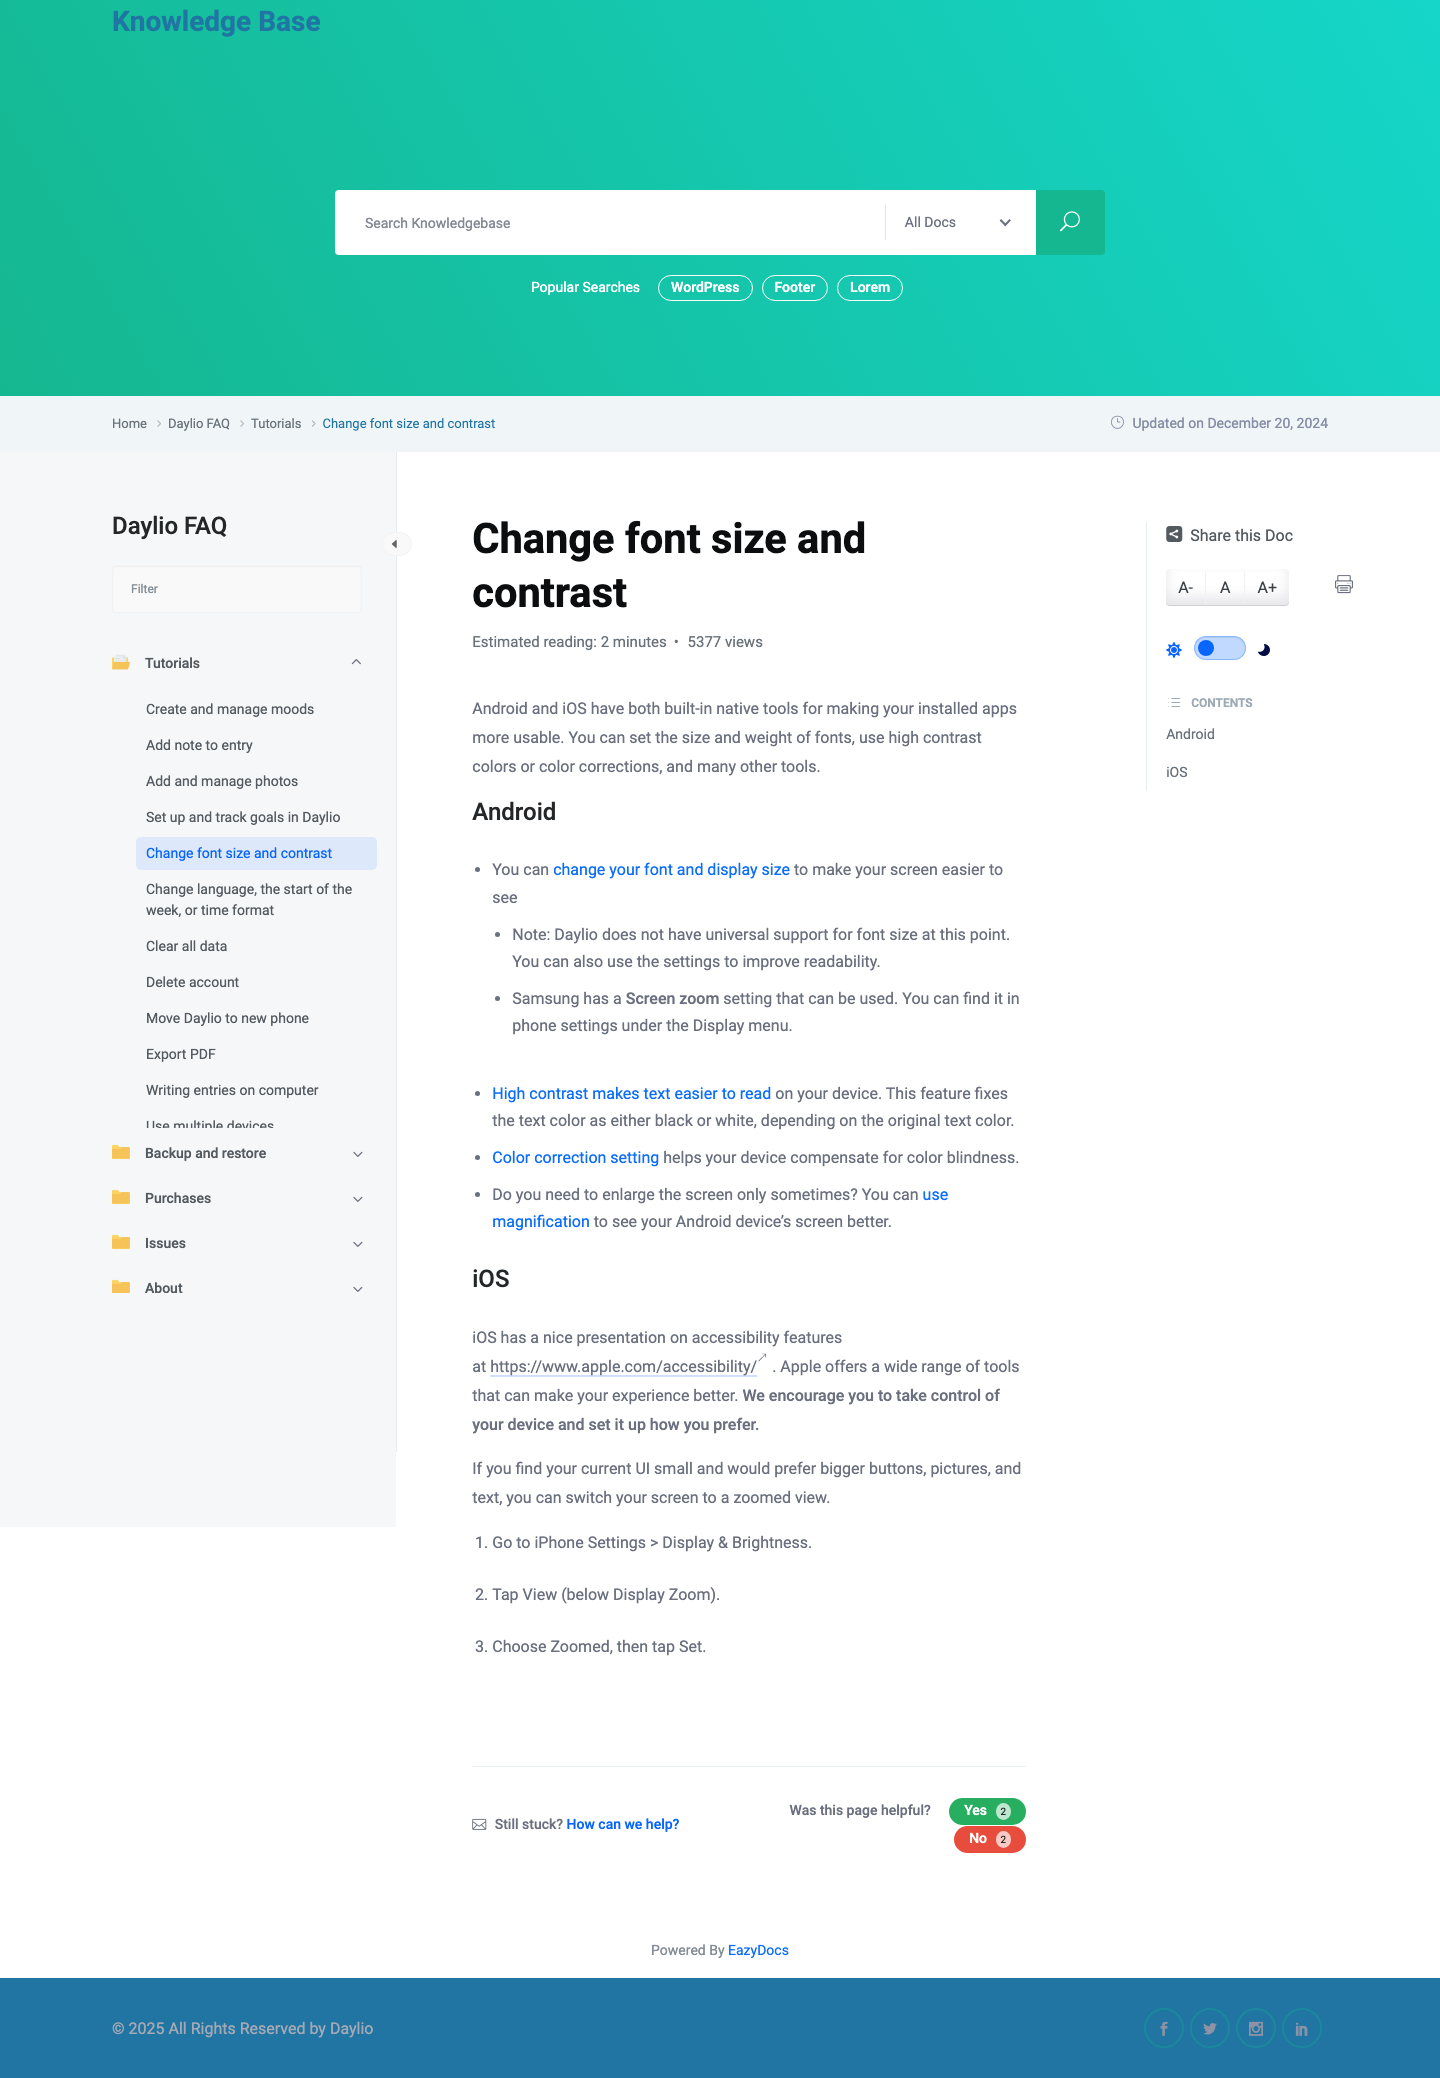 Knowledge Base
Search Knowledgebase
All Docs
Popular Searches WordPress Footer Lorem
Home Daylio FAQ Tutorials Change font size and contrast
Updated on December 20, 2024
Daylio FAQ
Filter
Tutorials
Create and manage moods
Add note to entry
Add and manage photos
Set up and track goals in Daylio
Change font size and contrast
Change language, the start of the
week, or time format
Clear all data
Delete account
Move Daylio to new phone
Export PDF
Writing entries on computer
Use multiple devices
Backup and restore
Purchases
Issues
About
Change font size and
contrast
Estimated reading: 2 minutes • 5377 views
Android and iOS have both built-in native tools for making your installed apps
more usable. You can set the size and weight of fonts, use high contrast
colors or color corrections, and many other tools.
Android
• You can change your font and display size to make your screen easier to
see
• Note: Daylio does not have universal support for font size at this point.
You can also use the settings to improve readability.
• Samsung has a Screen zoom setting that can be used. You can find it in
phone settings under the Display menu.
• High contrast makes text easier to read on your device. This feature fixes
the text color as either black or white, depending on the original text color.
• Color correction setting helps your device compensate for color blindness.
• Do you need to enlarge the screen only sometimes? You can use
magnification to see your Android device’s screen better.
iOS
iOS has a nice presentation on accessibility features
at https://www.apple.com/accessibility/ . Apple offers a wide range of tools
that can make your experience better. We encourage you to take control of
your device and set it up how you prefer.
If you find your current UI small and would prefer bigger buttons, pictures, and
text, you can switch your screen to a zoomed view.
1. Go to iPhone Settings > Display & Brightness.
2. Tap View (below Display Zoom).
3. Choose Zoomed, then tap Set.
Still stuck? How can we help?
Was this page helpful?
Yes 2
No 2
Share this Doc
A- A A+
CONTENTS
Android
iOS
Powered By EazyDocs
© 2025 All Rights Reserved by Daylio